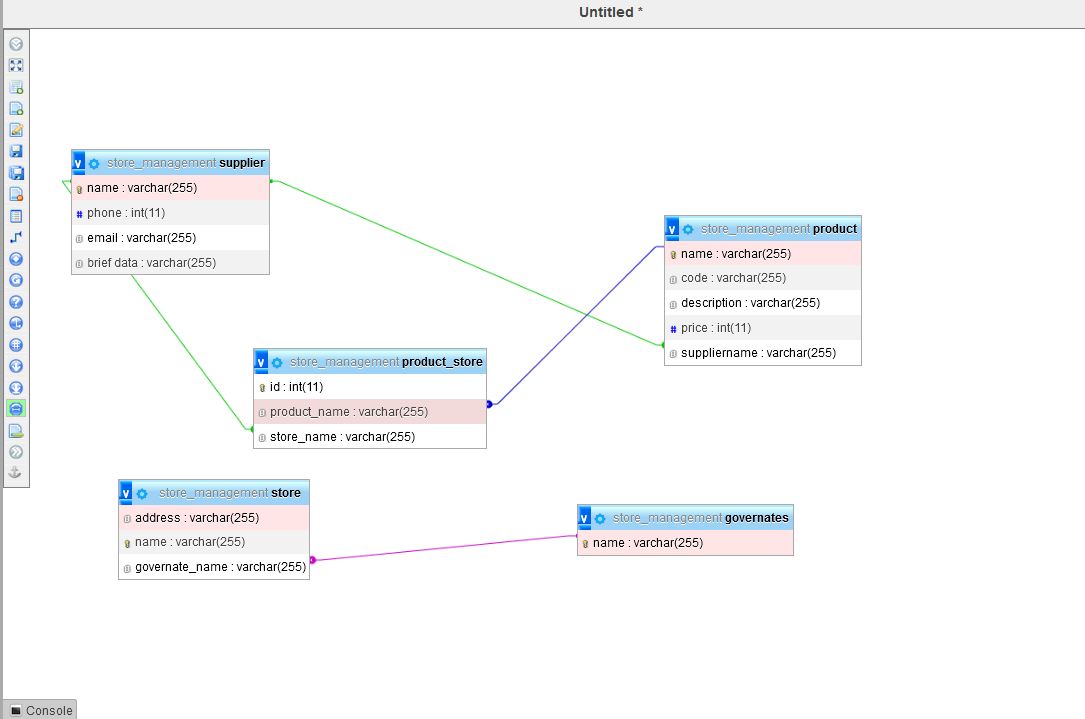 Untitled *
v store_management supplier
name : varchar(255)
# phone : int(11)
email : varchar(255)
brief data : varchar(255)
v store_management product
name : varchar(255)
code : varchar(255)
description : varchar(255)
# price : int(11)
suppliername : varchar(255)
v store_management product_store
id : int(11)
product_name : varchar(255)
store_name : varchar(255)
v store_management store
address : varchar(255)
name : varchar(255)
governate_name : varchar(255)
v store_management governates
name : varchar(255)
Console